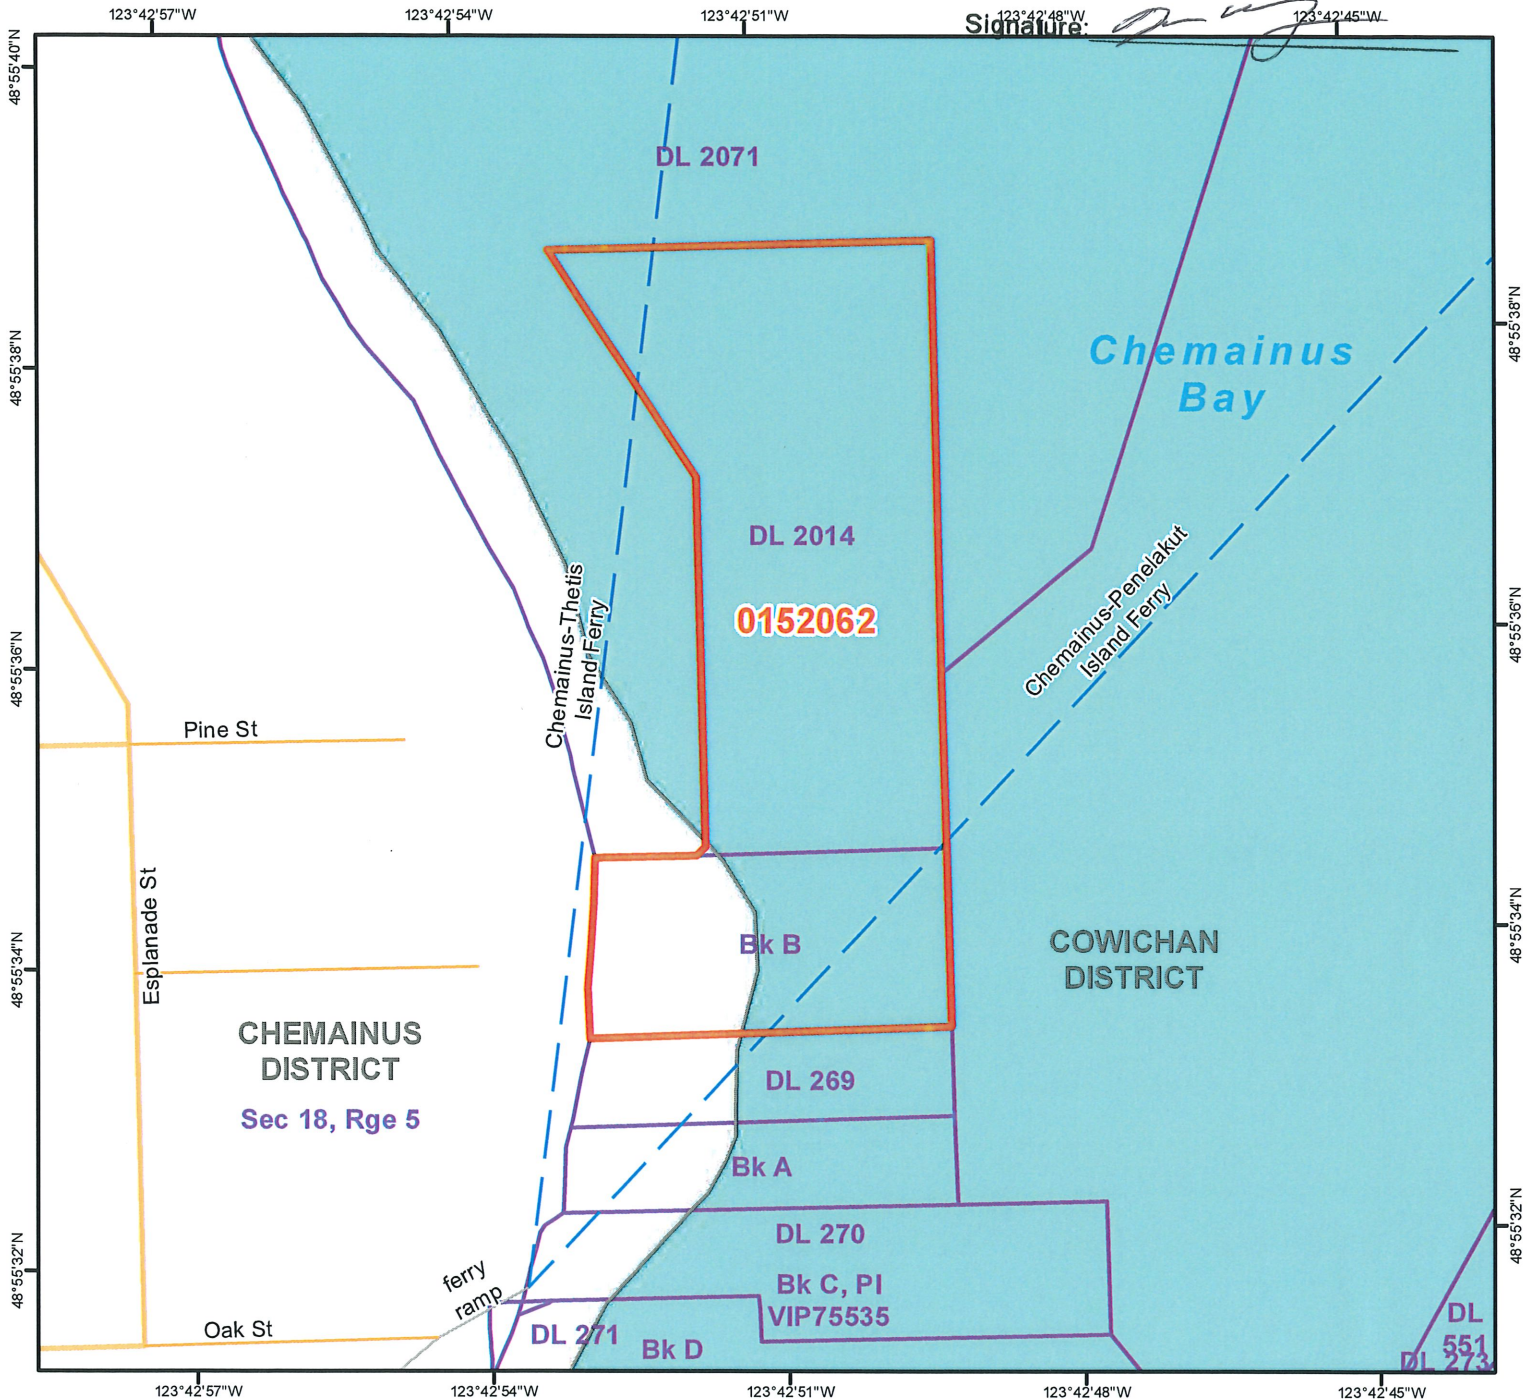 123°42'57"W
123°42'54"W
123°42'51"W
123°42'48"W
123°42'45"W
Signature:
48°55'40"N
48°55'38"N
48°55'36"N
48°55'34"N
48°55'32"N
DL 2071
Chemainus
Bay
DL 2014
0152062
Chemainus-Thetis
Island Ferry
Chemainus-Penelakut
Island Ferry
Pine St
Esplanade St
Bk B
COWICHAN
DISTRICT
CHEMAINUS
DISTRICT
Sec 18, Rge 5
DL 269
Bk A
DL 270
ferry
ramp
Bk C, Pl
VIP75535
Oak St
DL 271
Bk D
DL
551
DL 273
48°55'38"N
48°55'36"N
48°55'34"N
48°55'32"N
123°42'57"W
123°42'54"W
123°42'51"W
123°42'48"W
123°42'45"W